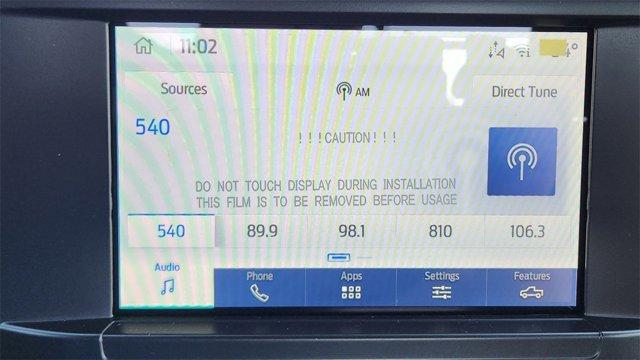 11:02
Sources
AM
Direct Tune
540
!!!CAUTION!!!
DO NOT TOUCH DISPLAY DURING INSTALLATION
THIS FILM IS TO BE REMOVED BEFORE USAGE
540 89.9 98.1 810 106.3
Audio Phone Apps Settings Features